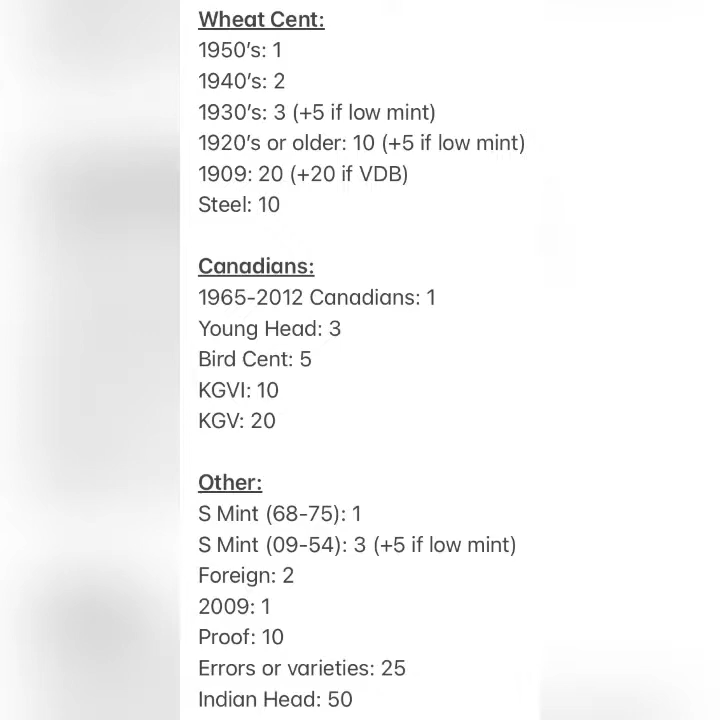 Wheat Cent:
1950's: 1
1940's: 2
1930's: 3 (+5 if low mint)
1920's or older: 10 (+5 if low mint)
1909: 20 (+20 if VDB)
Steel: 10
Canadians:
1965-2012 Canadians: 1
Young Head: 3
Bird Cent: 5
KGVI: 10
KGV: 20
Other:
S Mint (68-75): 1
S Mint (09-54): 3 (+5 if low mint)
Foreign: 2
2009: 1
Proof: 10
Errors or varieties: 25
Indian Head: 50